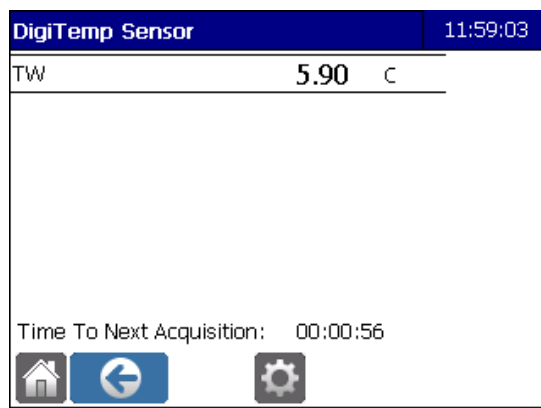 DigiTemp Sensor 11:59:03
TW 5.90 C
Time To Next Acquisition: 00:00:56